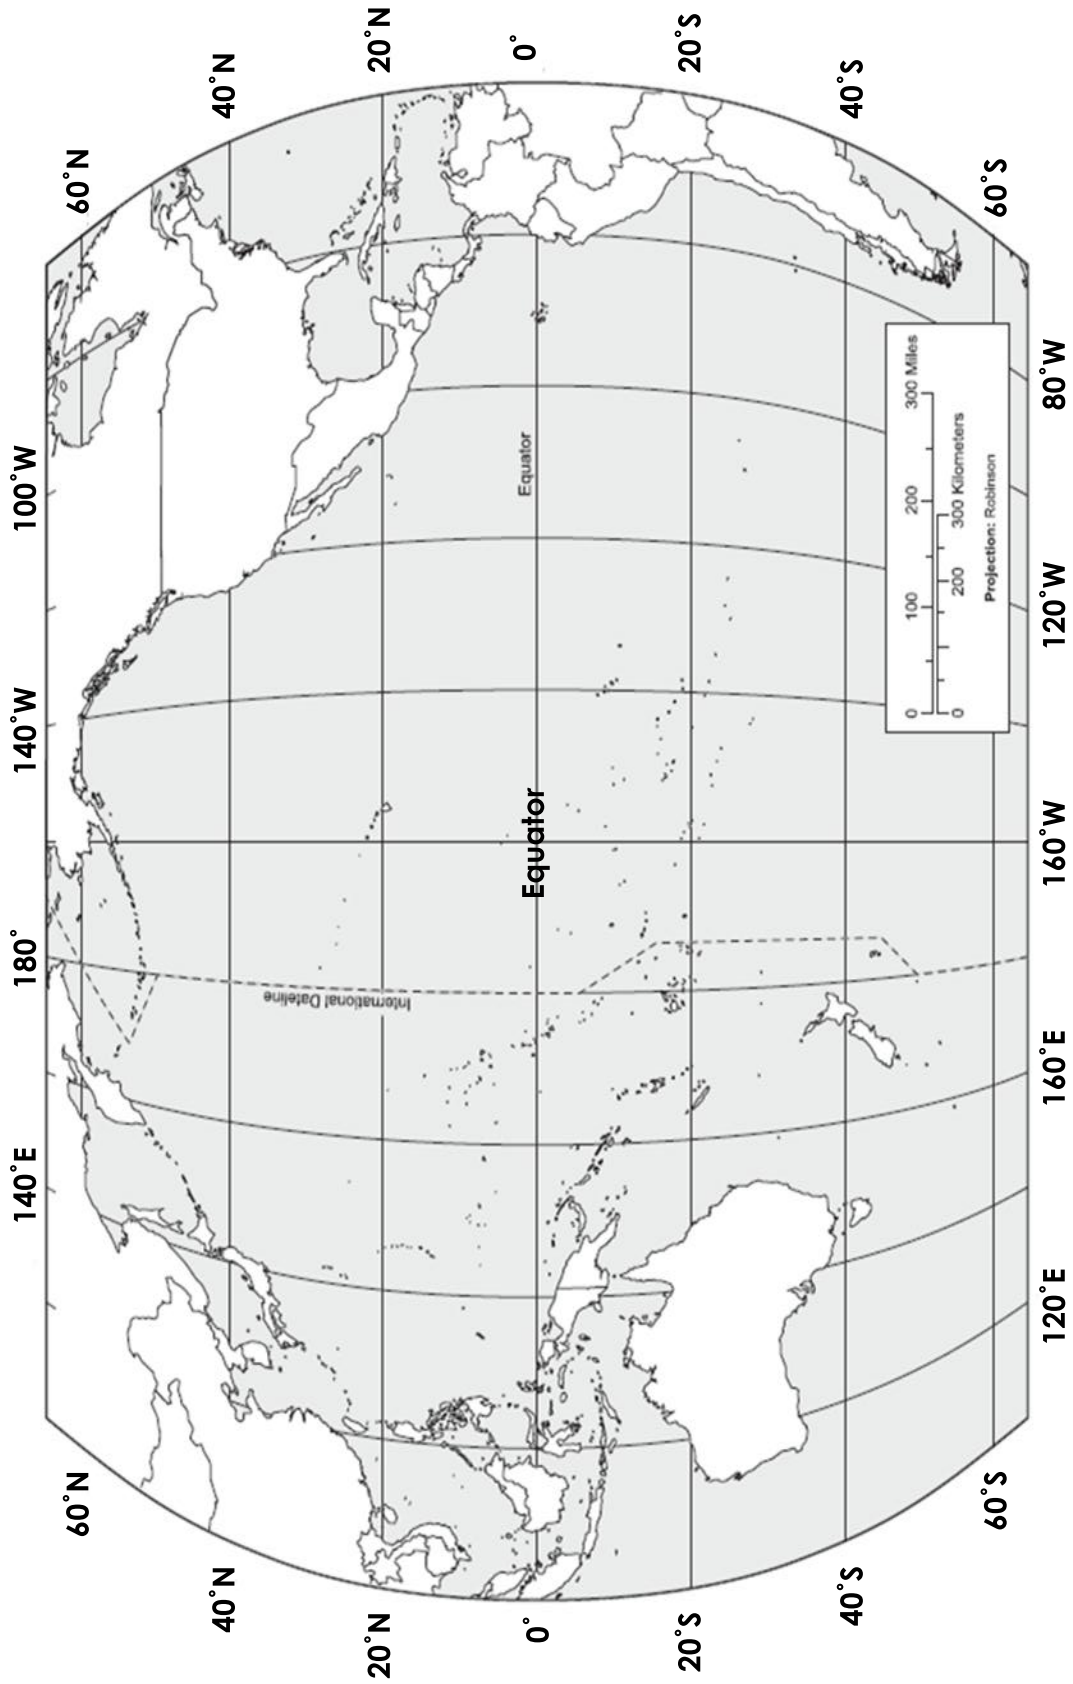 100°W
140°W
180°
140°E
60°N
40°N
20°N
0°
20°S
40°S
60°S
60°N
40°N
20°N
0°
20°S
40°S
60°S
80°W
120°W
160°W
160°E
120°E
Equator
Equator
International Dateline
0 100 200 300 Miles
0 200 300 Kilometers
Projection: Robinson